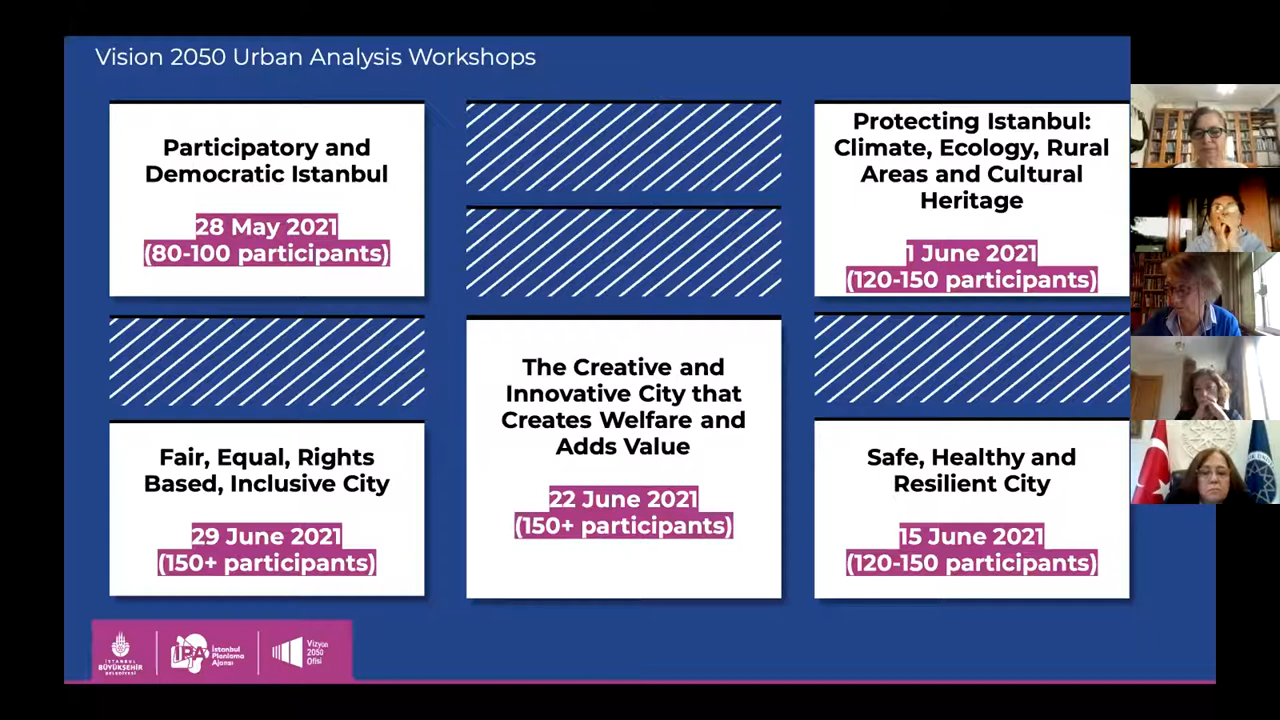 Vision 2050 Urban Analysis Workshops
Participatory and
Democratic Istanbul
28 May 2021
(80-100 participants)
Protecting Istanbul:
Climate, Ecology, Rural
Areas and Cultural
Heritage
1 June 2021
(120-150 participants)
Fair, Equal, Rights
Based, Inclusive City
29 June 2021
(150+ participants)
The Creative and
Innovative City that
Creates Welfare and
Adds Value
22 June 2021
(150+ participants)
Safe, Healthy and
Resilient City
15 June 2021
(120-150 participants)
İSTANBUL
BÜYÜKŞEHİR
BELEDİYESİ
İPA
İstanbul
Planlama
Ajansı
Vizyon
2050
Ofisi